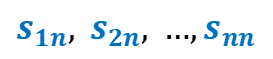 s₁ₙ, s₂ₙ, …, sₙₙ